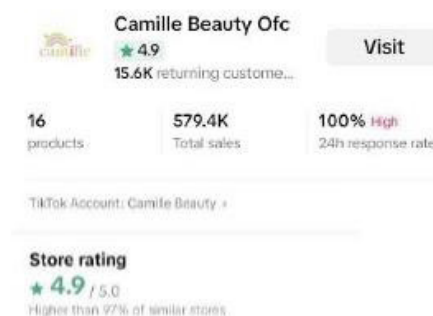 camille
Camille Beauty Ofc
★ 4.9
Visit
15.6K returning custome...
16
products
579.4K
Total sales
100% High
24h response rate
TikTok Account: Camille Beauty ›
Store rating
★ 4.9 / 5.0
Higher than 97% of similar stores